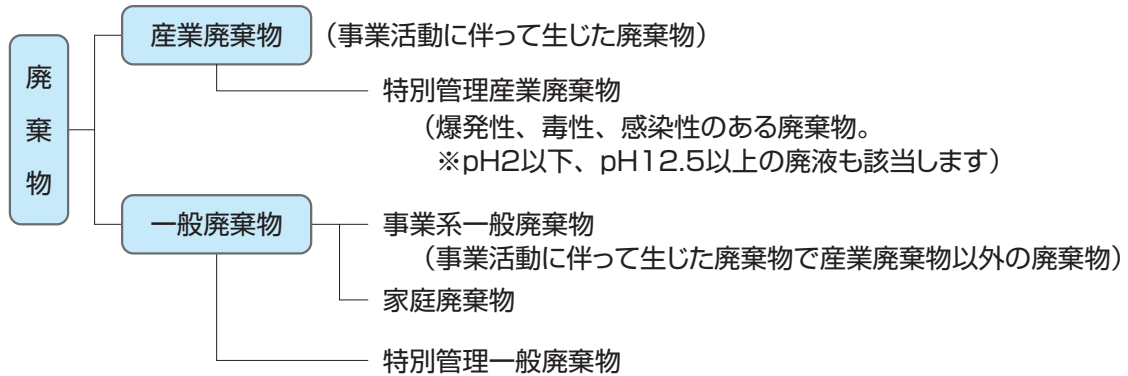 廃棄物
産業廃棄物 （事業活動に伴って生じた廃棄物）
特別管理産業廃棄物
（爆発性、毒性、感染性のある廃棄物。
※pH2以下、pH12.5以上の廃液も該当します）
一般廃棄物
事業系一般廃棄物
（事業活動に伴って生じた廃棄物で産業廃棄物以外の廃棄物）
家庭廃棄物
特別管理一般廃棄物